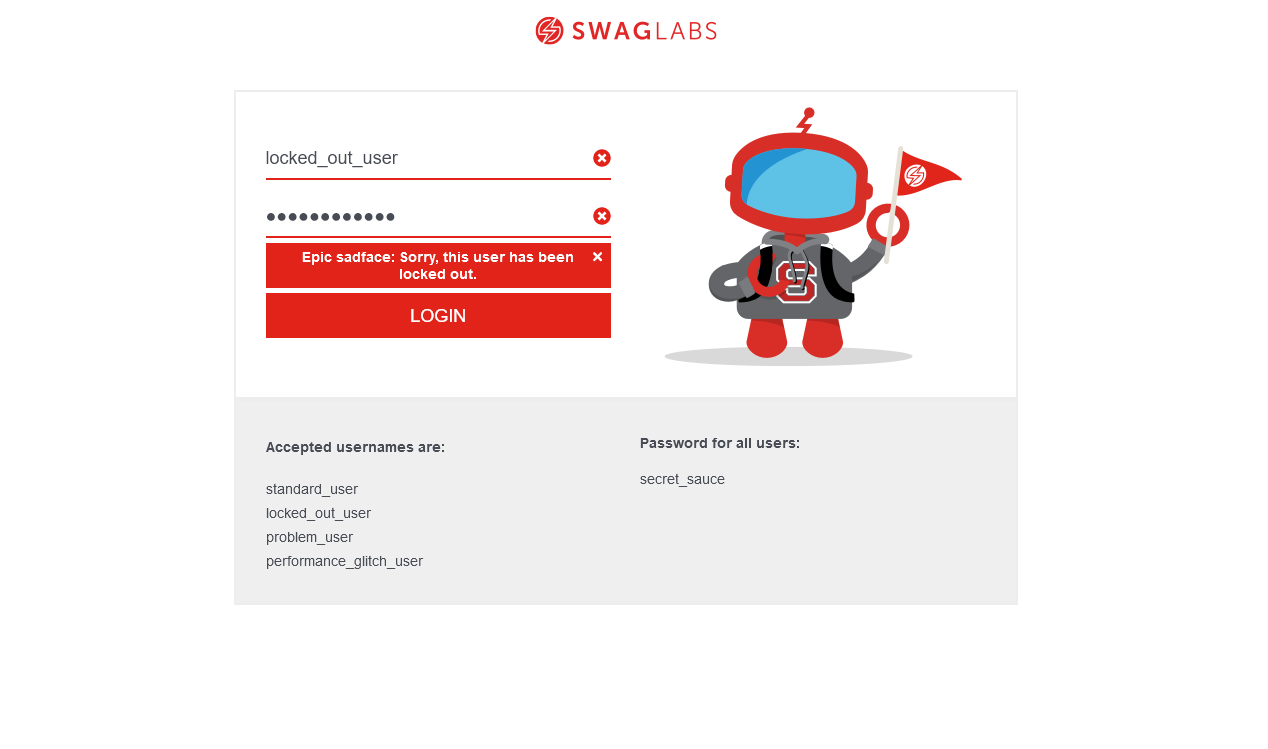 SWAGLABS
locked_out_user
●●●●●●●●●●●●
Epic sadface: Sorry, this user has been
locked out.
LOGIN
Accepted usernames are:
standard_user
locked_out_user
problem_user
performance_glitch_user
Password for all users:
secret_sauce